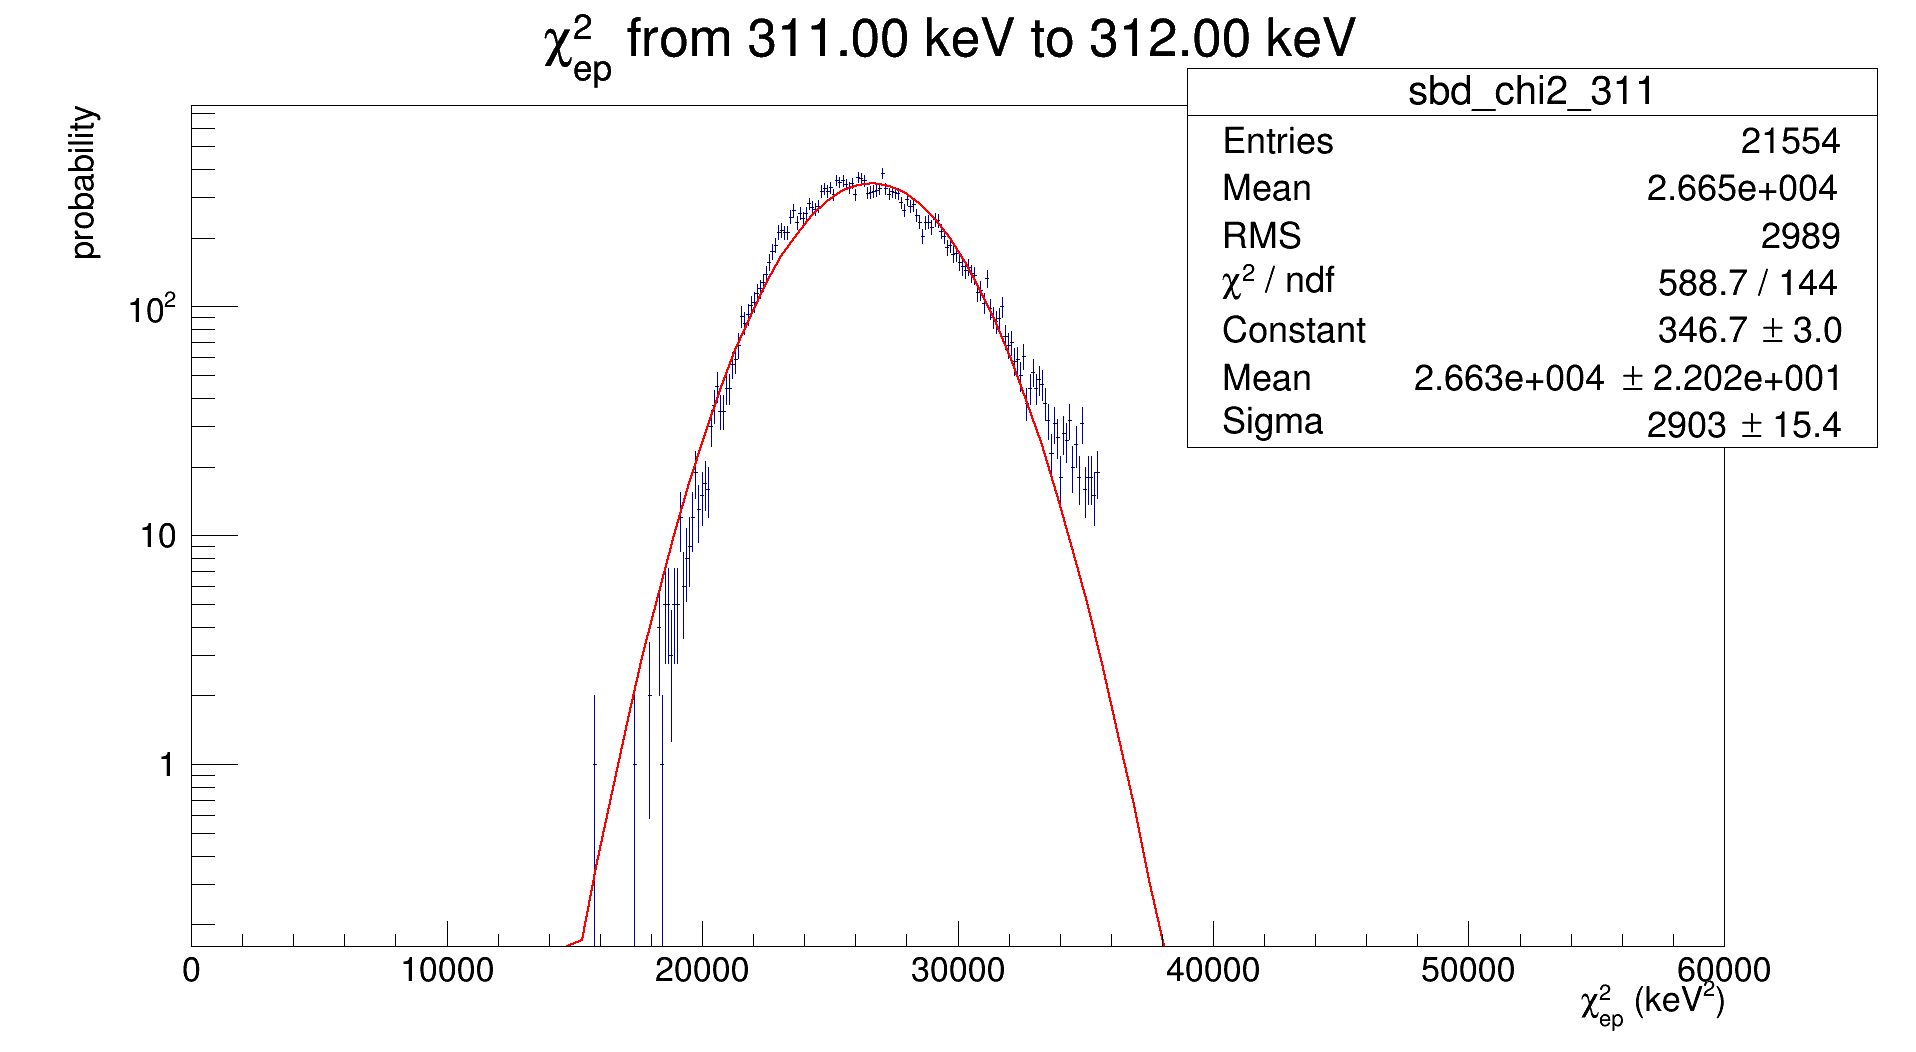 χ²ep from 311.00 keV to 312.00 keV
probability
sbd_chi2_311
Entries 21554
Mean 2.665e+004
RMS 2989
χ² / ndf 588.7 / 144
Constant 346.7 ± 3.0
Mean 2.663e+004 ± 2.202e+001
Sigma 2903 ± 15.4
10²
10
1
0 10000 20000 30000 40000 50000 60000
χ²ep (keV²)